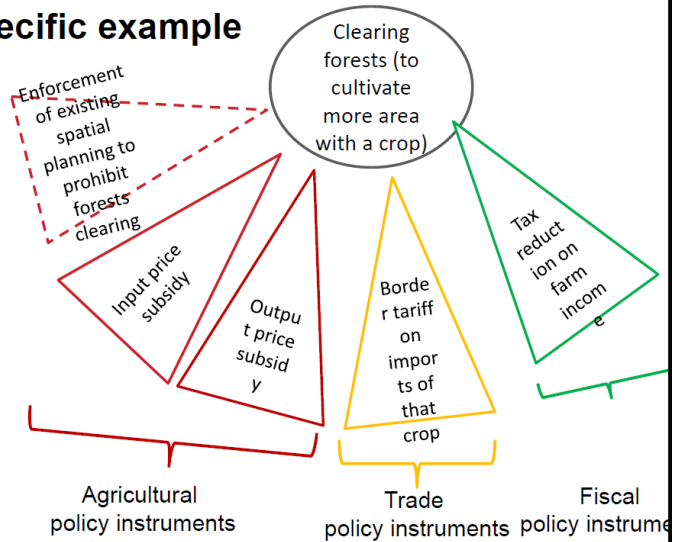 ecific example
Clearing
forests (to
cultivate
more area
with a crop)
Enforcement
of existing
spatial
planning to
prohibit
forests
clearing
Input price
subsidy
Outpu
t price
subsid
y
Borde
r tariff
on
impor
ts of
that
crop
Tax
reduct
ion on
farm
incom
e
Agricultural
policy instruments
Trade
policy instruments
Fiscal
policy instrume